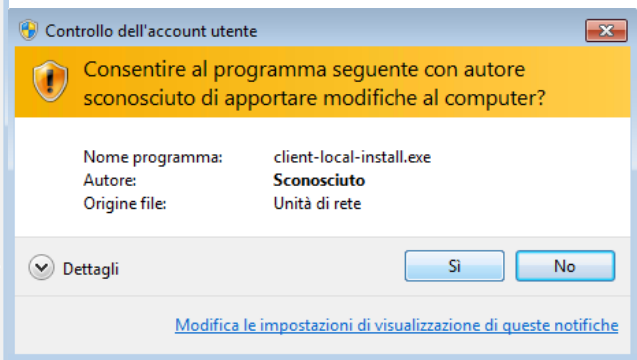 Controllo dell'account utente
Consentire al programma seguente con autore
sconosciuto di apportare modifiche al computer?
Nome programma: client-local-install.exe
Autore: Sconosciuto
Origine file: Unità di rete
Dettagli Sì No
Modifica le impostazioni di visualizzazione di queste notifiche